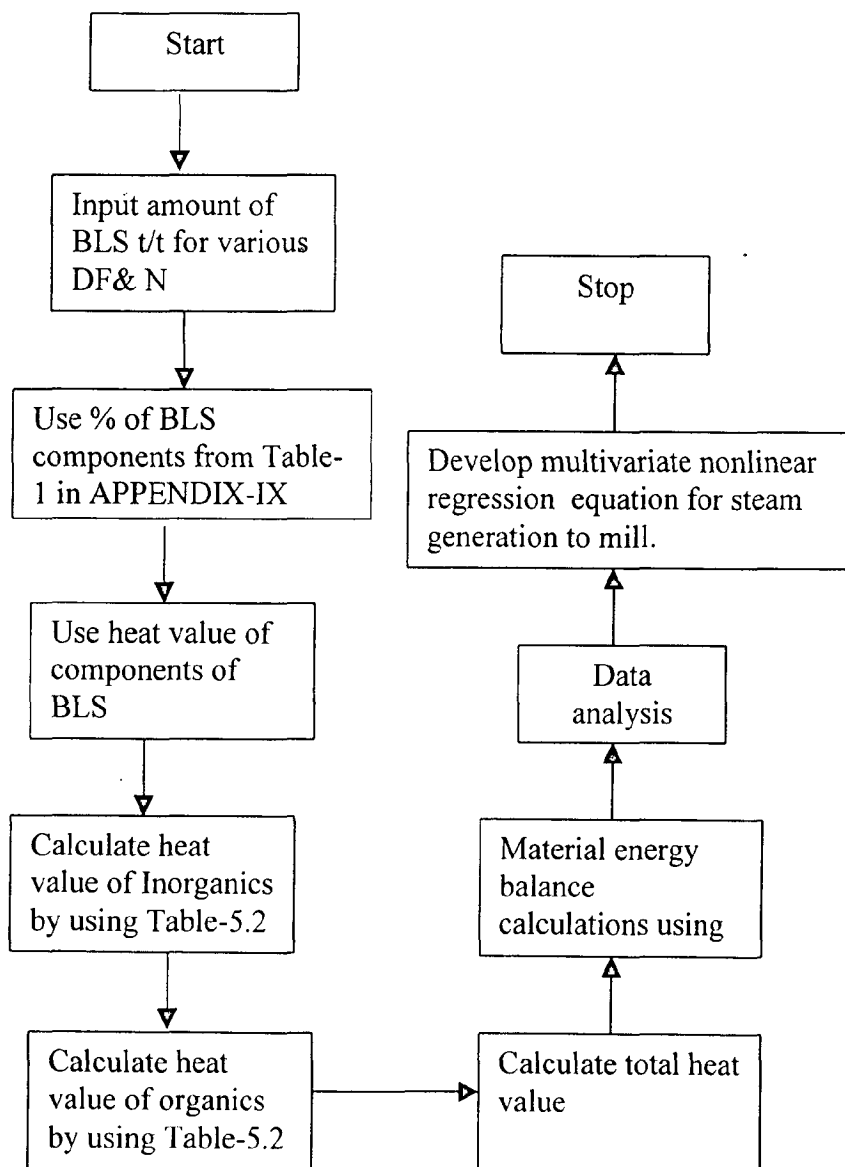 Start
Input amount of
BLS t/t for various
DF& N
Use % of BLS
components from Table-
1 in APPENDIX-IX
Use heat value of
components of
BLS
Calculate heat
value of Inorganics
by using Table-5.2
Calculate heat
value of organics
by using Table-5.2
Calculate total heat
value
Material energy
balance
calculations using
Data
analysis
Develop multivariate nonlinear
regression equation for steam
generation to mill.
Stop